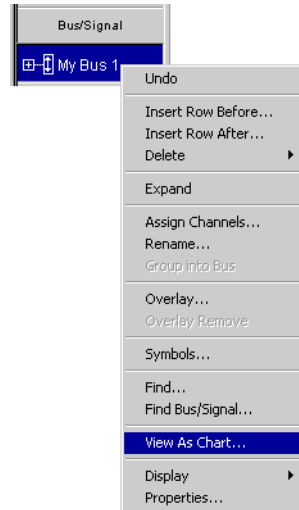 Bus/Signal
My Bus 1
Undo
Insert Row Before...
Insert Row After...
Delete
Expand
Assign Channels...
Rename...
Group into Bus
Overlay...
Overlay Remove
Symbols...
Find...
Find Bus/Signal...
View As Chart...
Display
Properties...